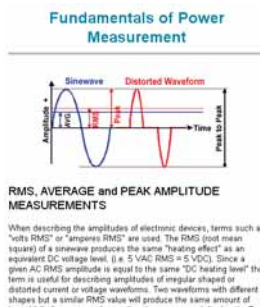 Fundamentals of Power
Measurement
Sinewave
Distorted Waveform
Amplitude +
AVG
RMS
Peak
Time
Peak to Peak
RMS, AVERAGE and PEAK AMPLITUDE
MEASUREMENTS
When describing the amplitudes of electronic devices, terms such a
"volts RMS" or "amperes RMS" are used. The RMS (root mean
square) of a sinewave produces the same "heating effect" as an
equivalent DC voltage level, (i.e. 5 VAC RMS = 5 VDC). Since a
given AC RMS amplitude is equal to the same "DC heating level" th
term is useful for describing amplitudes of irregular shaped or
distorted current or voltage waveforms. Two waveforms with different
shapes but a similar RMS value will produce the same amount of